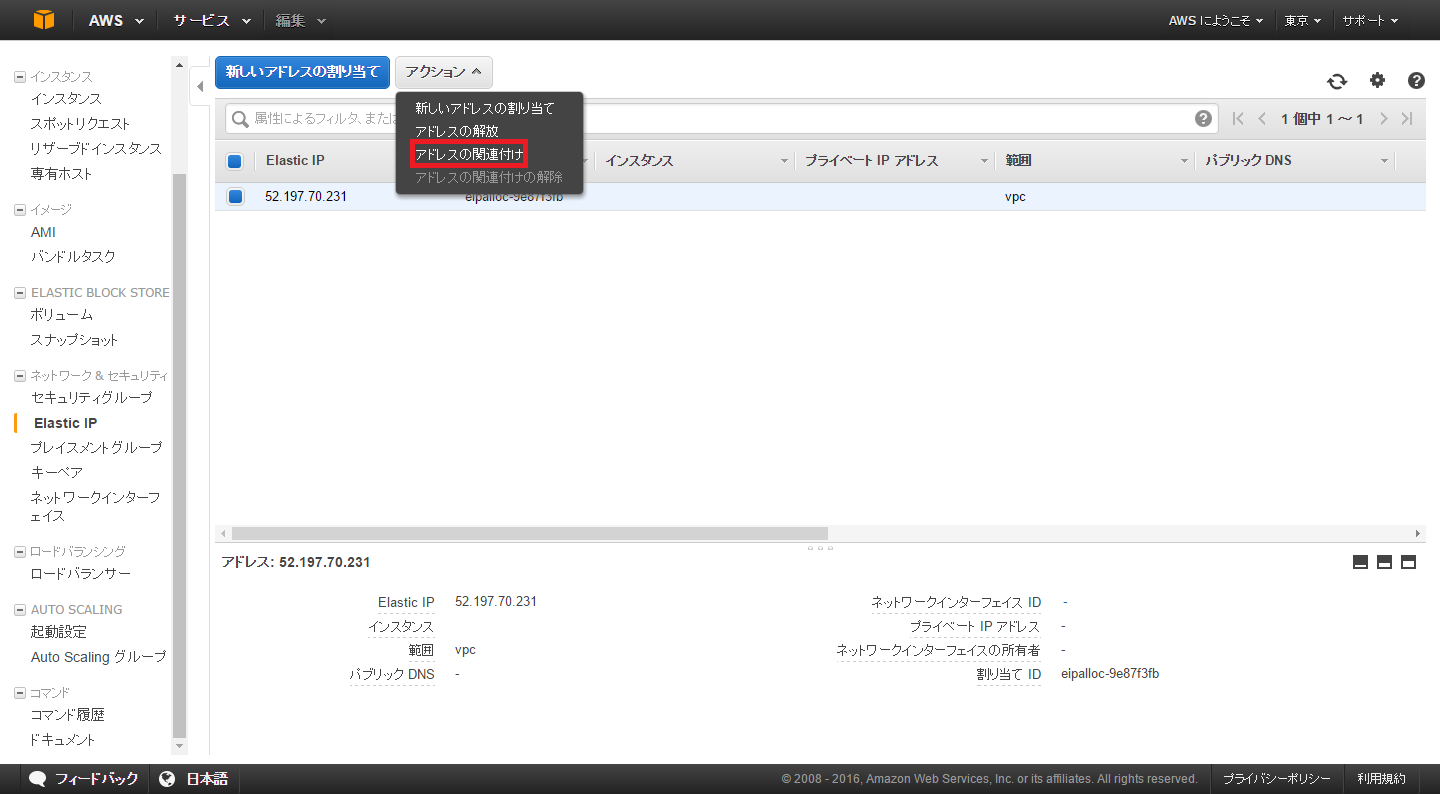 AWS サービス 編集 AWS にようこそ 東京 サポート
インスタンス
インスタンス
スポットリクエスト
リザーブドインスタンス
専有ホスト
イメージ
AMI
バンドルタスク
ELASTIC BLOCK STORE
ボリューム
スナップショット
ネットワーク & セキュリティ
セキュリティグループ
Elastic IP
プレイスメントグループ
キーペア
ネットワークインターフ
ェイス
ロードバランシング
ロードバランサー
AUTO SCALING
起動設定
Auto Scaling グループ
コマンド
コマンド履歴
ドキュメント
新しいアドレスの割り当て アクション
新しいアドレスの割り当て
アドレスの解放
アドレスの関連付け
アドレスの関連付けの解除
属性によるフィルタ、または 1 個中 1 ～ 1
Elastic IP インスタンス プライベート IP アドレス 範囲 パブリック DNS
52.197.70.231 eipalloc-9e87f3fb vpc
アドレス: 52.197.70.231
Elastic IP 52.197.70.231
インスタンス
範囲 vpc
パブリック DNS -
ネットワークインターフェイス ID -
プライベート IP アドレス -
ネットワークインターフェイスの所有者 -
割り当て ID eipalloc-9e87f3fb
フィードバック 日本語 © 2008 - 2016, Amazon Web Services, Inc. or its affiliates. All rights reserved. プライバシーポリシー 利用規約